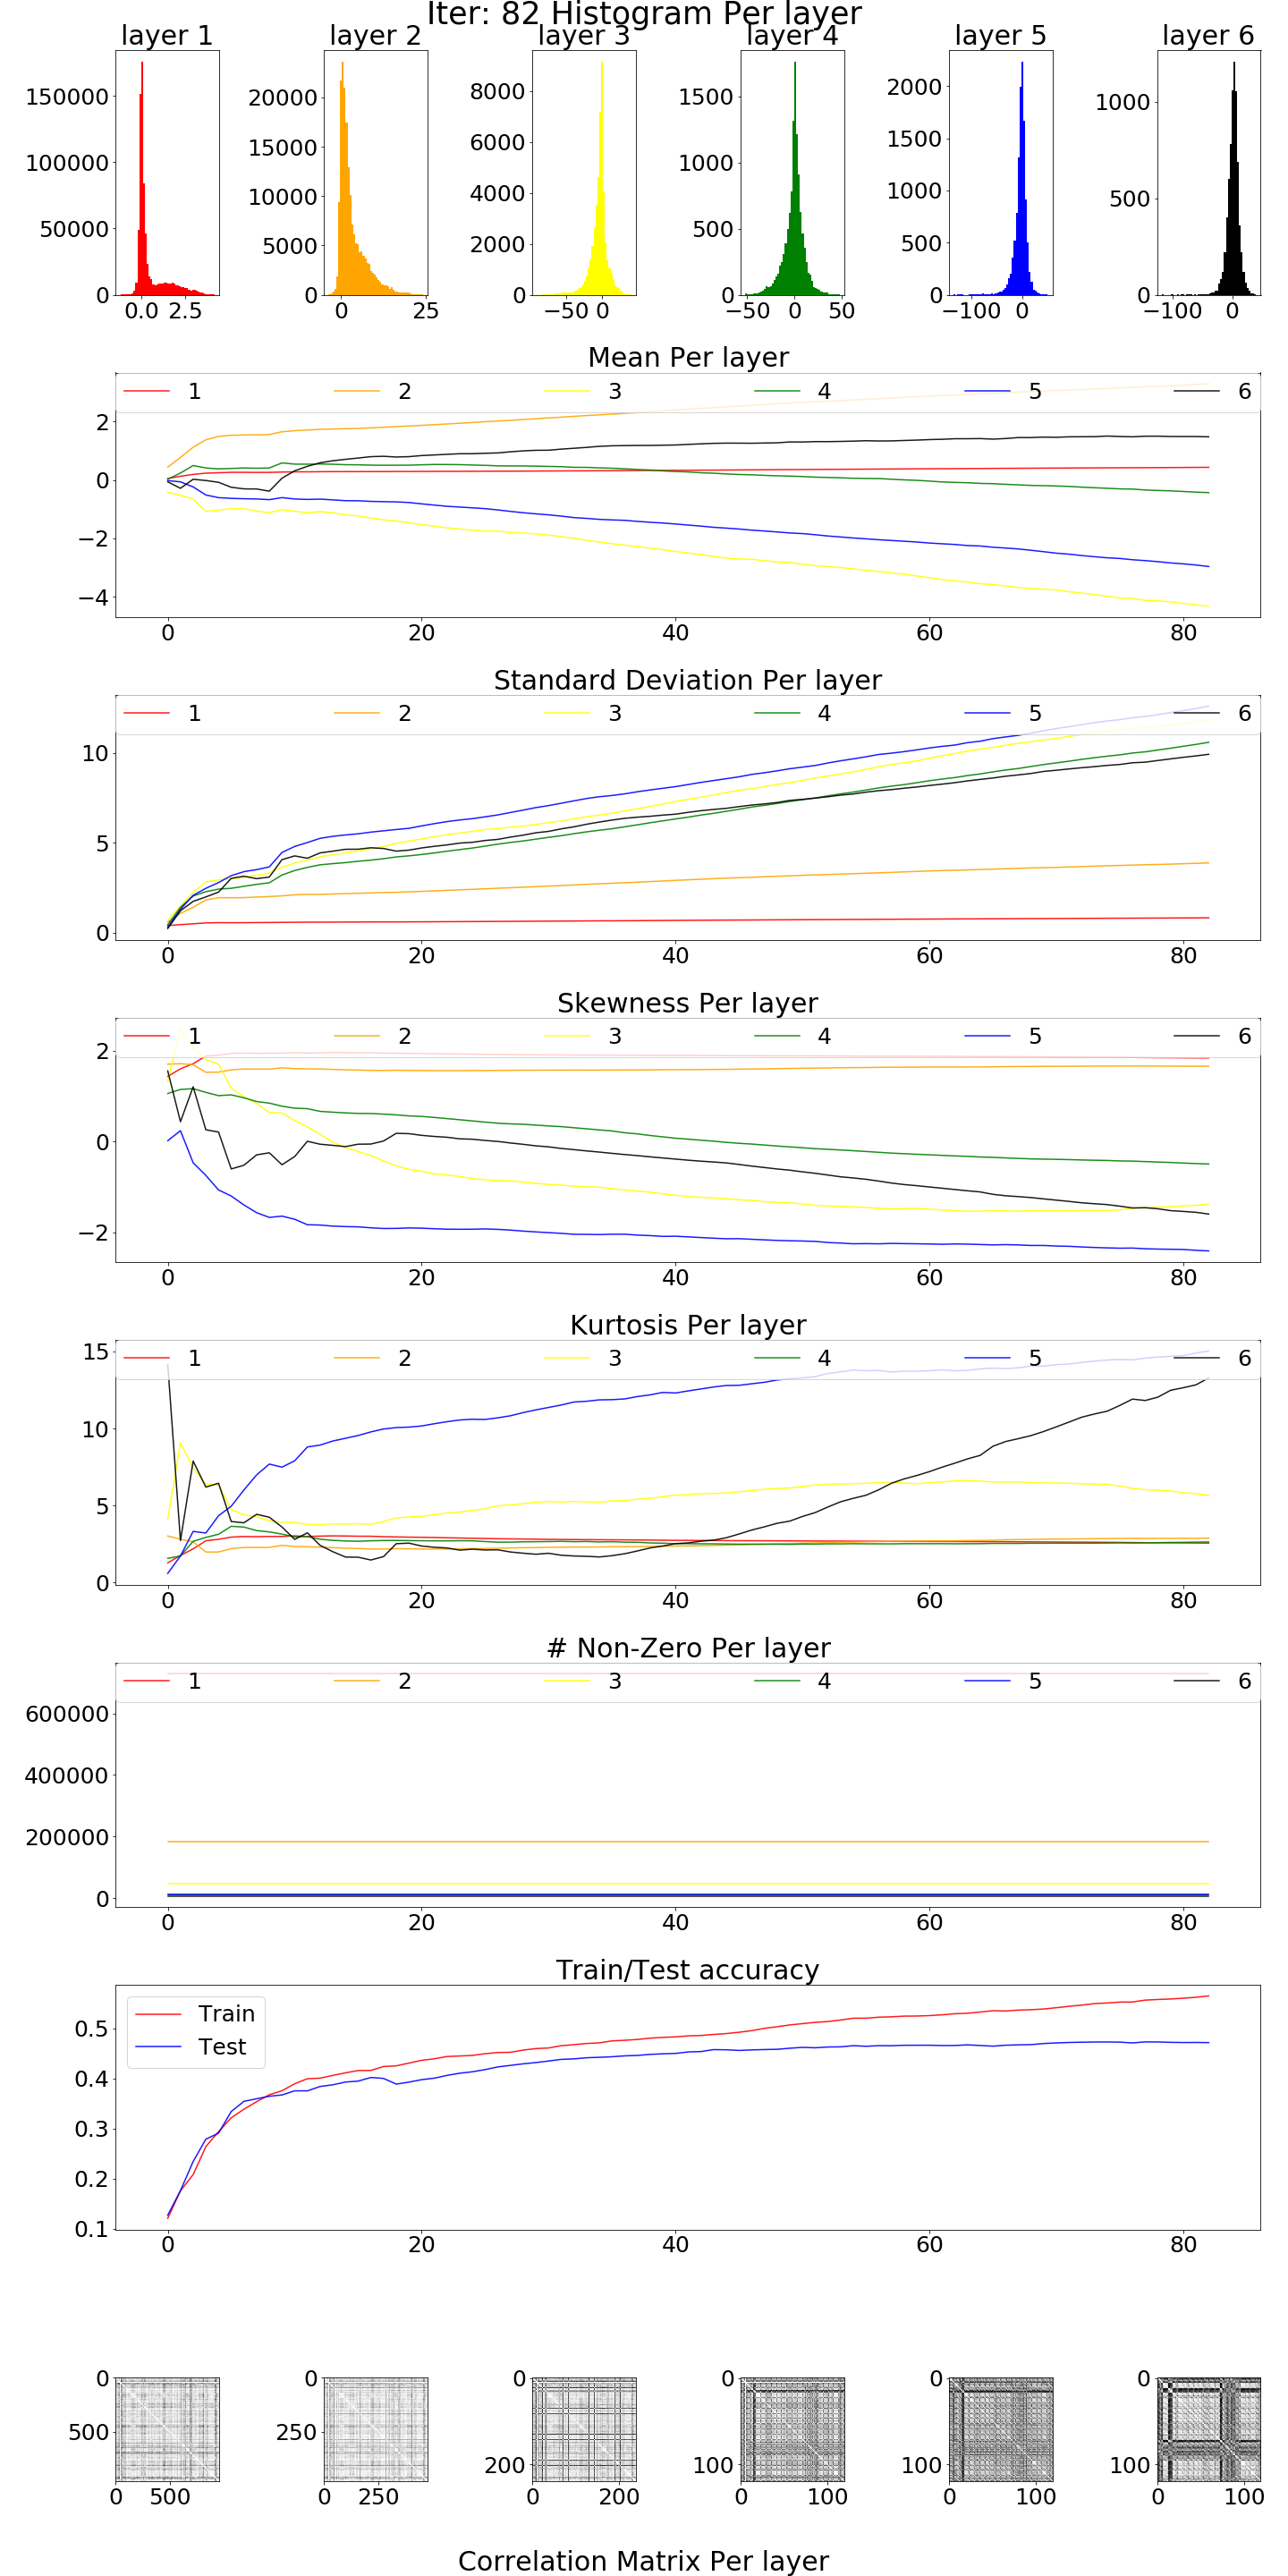 Iter: 82 Histogram Per layer
layer 1 layer 2 layer 3 layer 4 layer 5 layer 6
150000 100000 50000 0
0.0 2.5
20000 15000 10000 5000 0
0 25
8000 6000 4000 2000 0
−50 0
1500 1000 500 0
−50 0 50
2000 1500 1000 500 0
−100 0
1000 500 0
−100 0
Mean Per layer
1 2 3 4 5 6
2
0
−2
−4
0 20 40 60 80
Standard Deviation Per layer
1 2 3 4 5 6
10
5
0
0 20 40 60 80
Skewness Per layer
1 2 3 4 5 6
2
0
−2
0 20 40 60 80
Kurtosis Per layer
15
1 2 3 4 5 6
10
5
0
0 20 40 60 80
# Non-Zero Per layer
1 2 3 4 5 6
600000
400000
200000
0
0 20 40 60 80
Train/Test accuracy
Train
Test
0.5
0.4
0.3
0.2
0.1
0 20 40 60 80
0 500
0 500
0 250
0 250
0 200
0 200
0 100
0 100
0 100
0 100
0 100
0 100
Correlation Matrix Per layer